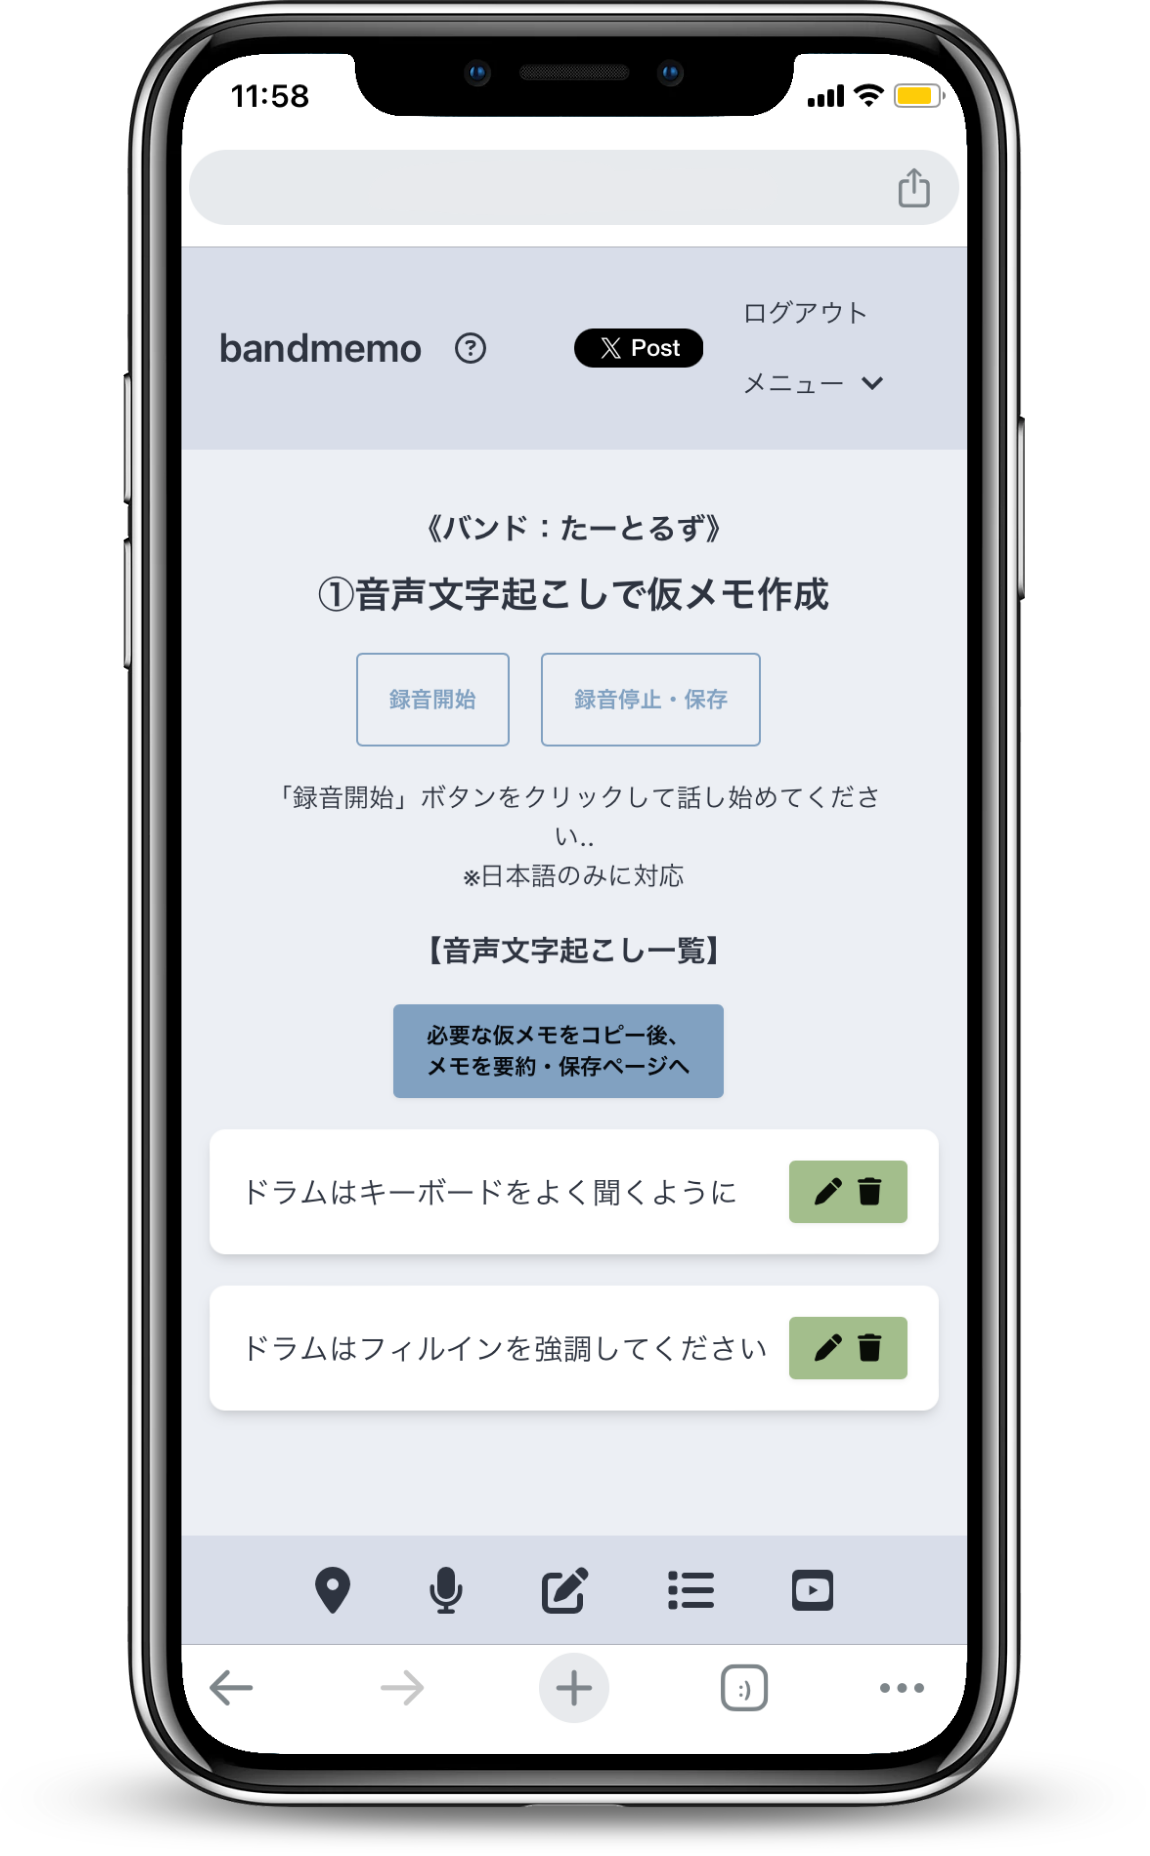 11:58
bandmemo ?
X Post
ログアウト
メニュー
《バンド：たーとるず》
①音声文字起こしで仮メモ作成
録音開始
録音停止・保存
「録音開始」ボタンをクリックして話し始めてくださ
い..
※日本語のみに対応
【音声文字起こし一覧】
必要な仮メモをコピー後、
メモを要約・保存ページへ
ドラムはキーボードをよく聞くように
ドラムはフィルインを強調してください
:)